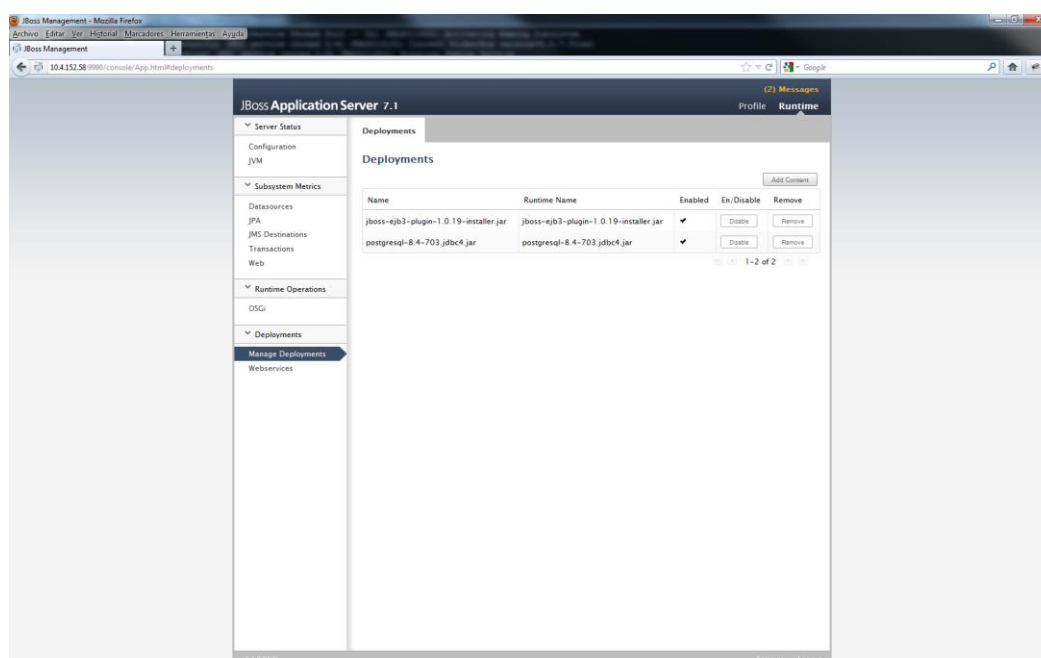 JBoss Management - Mozilla Firefox
Archivo Editar Ver Historial Marcadores Herramientas Ayuda
JBoss Management +
10.4.152.58:9990/console/App.html#deployments
Google
(2) Messages
JBoss Application Server 7.1
Profile Runtime
Server Status
Configuration
JVM
Subsystem Metrics
Datasources
JPA
JMS Destinations
Transactions
Web
Runtime Operations
OSGi
Deployments
Manage Deployments
Webservices
Deployments
Deployments
Add Content
Name Runtime Name Enabled En/Disable Remove
jboss-ejb3-plugin-1.0.19-installer.jar jboss-ejb3-plugin-1.0.19-installer.jar ✔ Disable Remove
postgresql-8.4-703.jdbc4.jar postgresql-8.4-703.jdbc4.jar ✔ Disable Remove
1-2 of 2